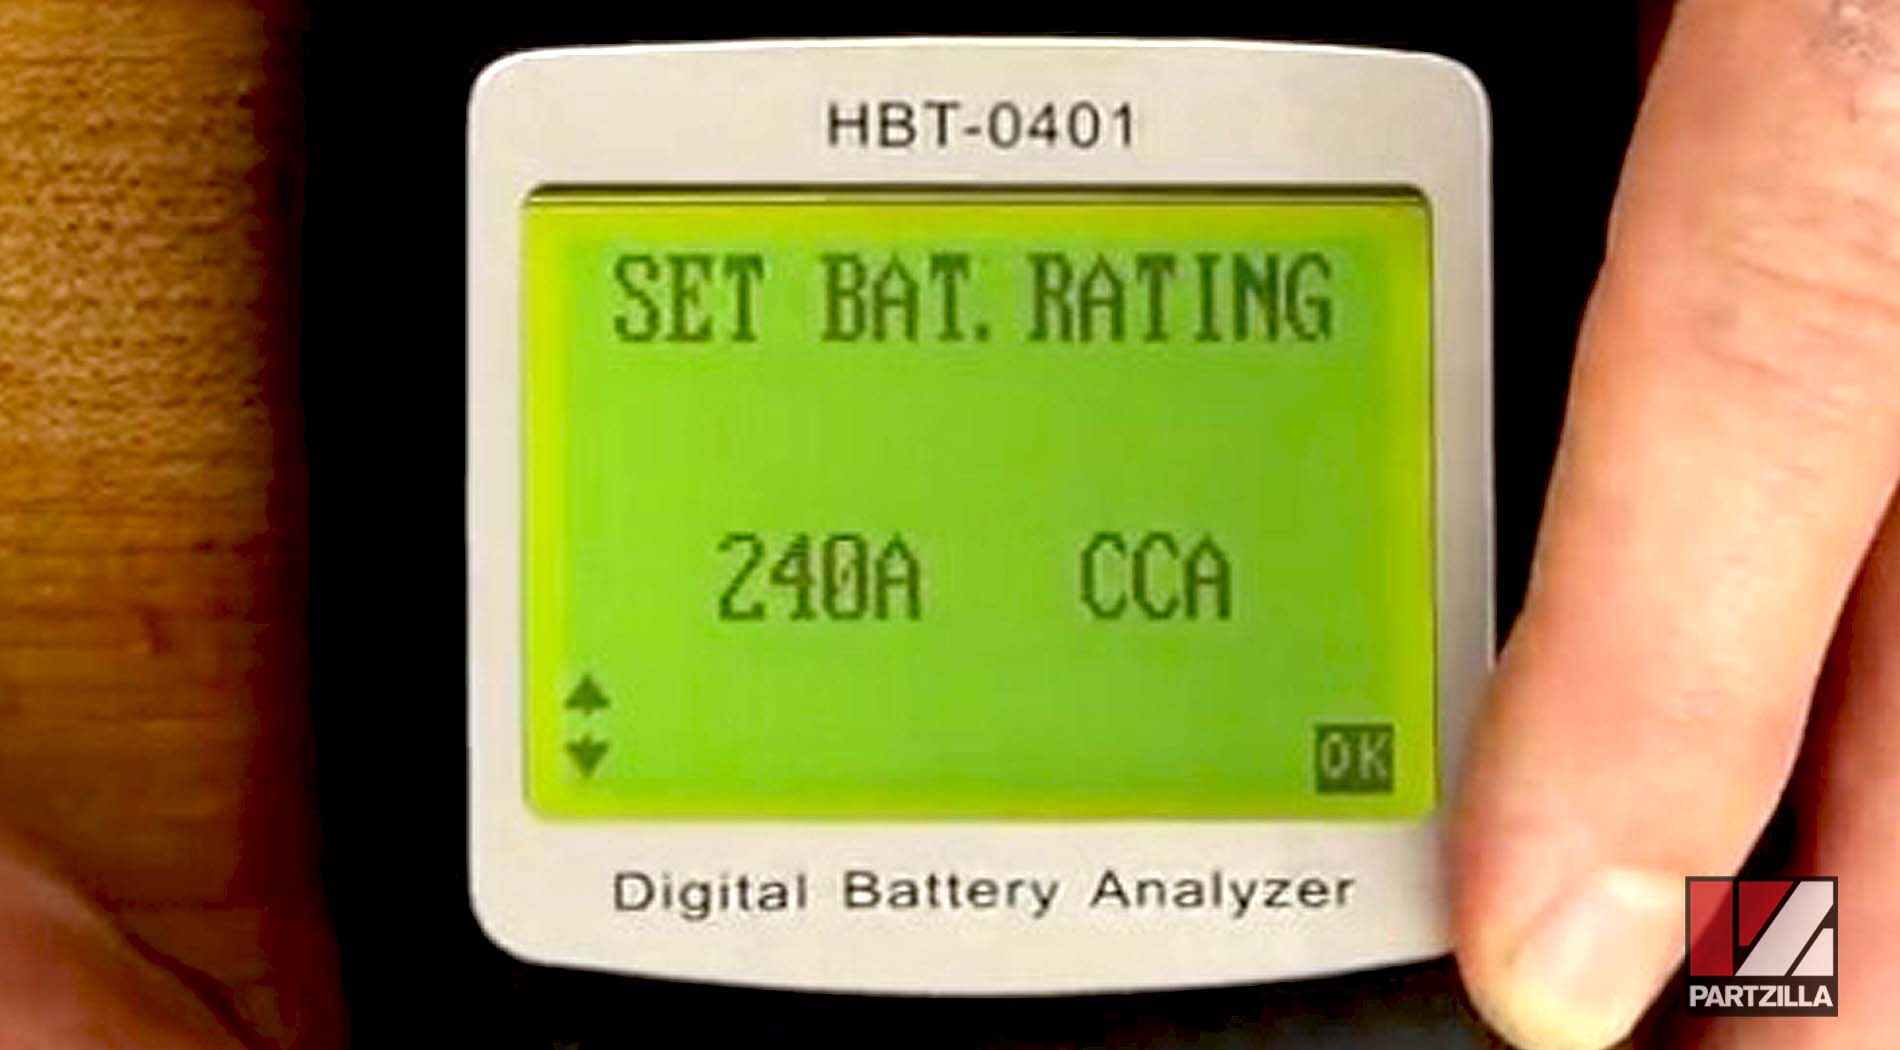 HBT-0401
SET BAT. RATING
240A CCA
OK
Digital Battery Analyzer
PARTZILLA